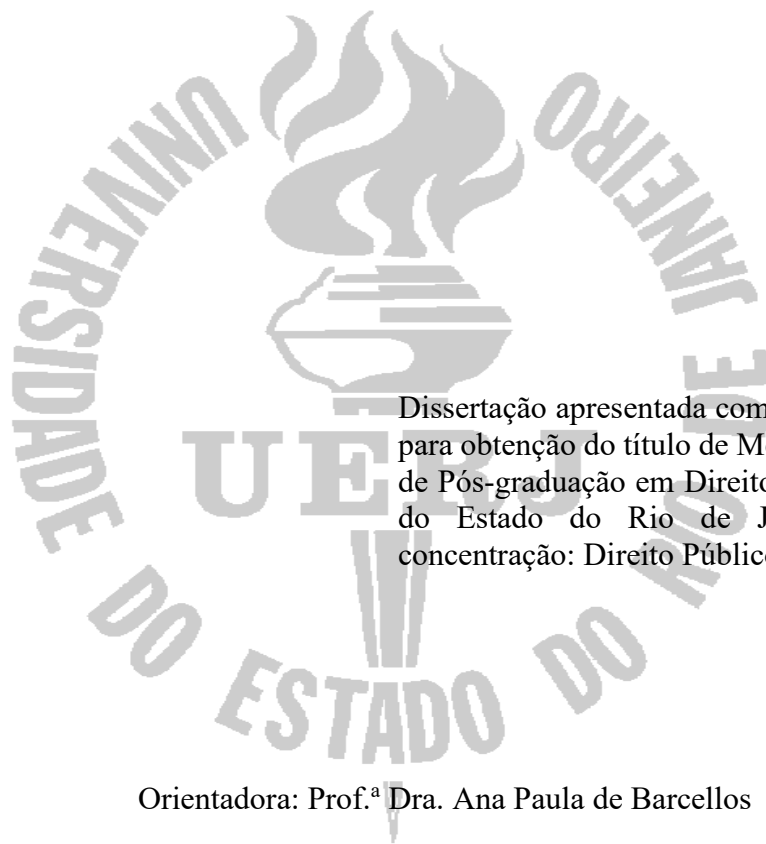 UNIVERSIDADE DO ESTADO DO RIO DE JANEIRO
UERJ
Dissertação apresentada com
para obtenção do título de
de Pós-graduação em Direito
do Estado do Rio de
concentração: Direito Público
Orientadora: Prof.ª Dra. Ana Paula de Barcellos